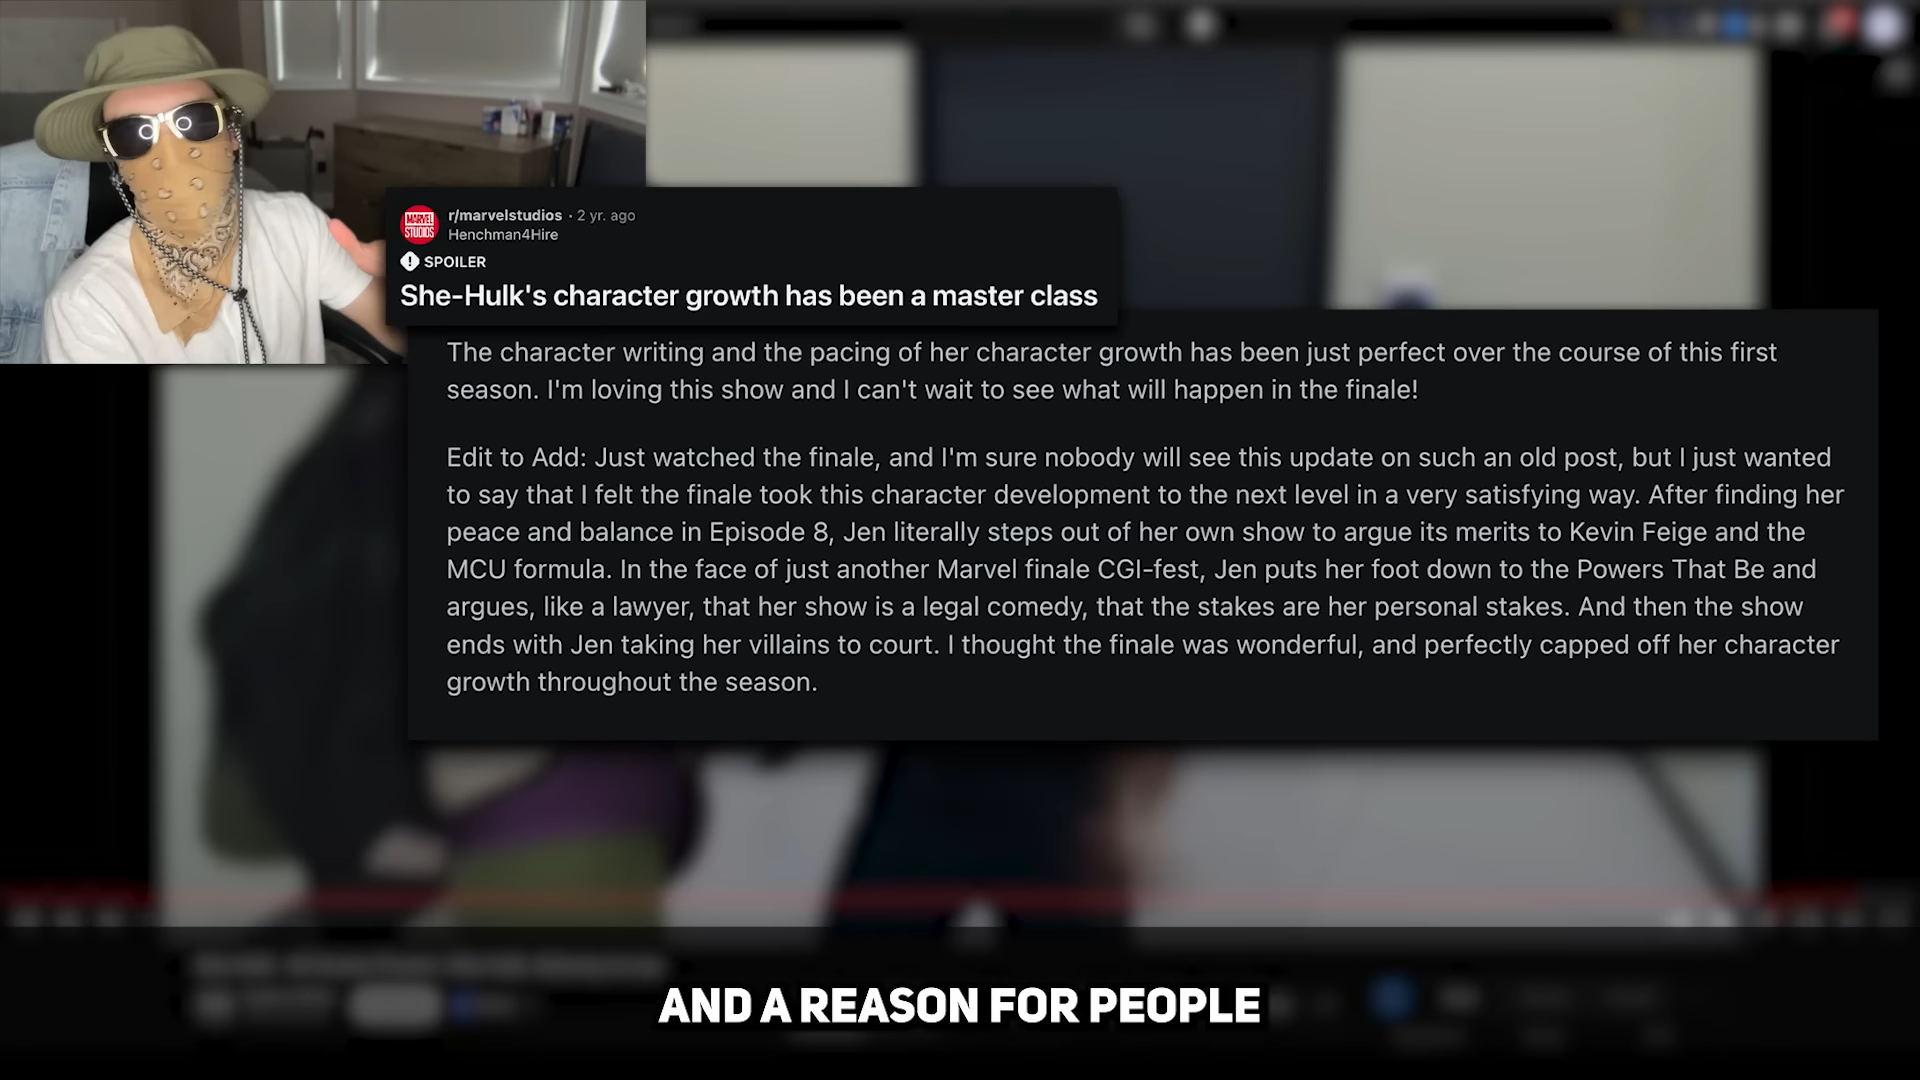 MARVEL
STUDIOS
r/marvelstudios · 2 yr. ago
Henchman4Hire
SPOILER
She-Hulk's character growth has been a master class
The character writing and the pacing of her character growth has been just perfect over the course of this first
season. I'm loving this show and I can't wait to see what will happen in the finale!
Edit to Add: Just watched the finale, and I'm sure nobody will see this update on such an old post, but I just wanted
to say that I felt the finale took this character development to the next level in a very satisfying way. After finding her
peace and balance in Episode 8, Jen literally steps out of her own show to argue its merits to Kevin Feige and the
MCU formula. In the face of just another Marvel finale CGI-fest, Jen puts her foot down to the Powers That Be and
argues, like a lawyer, that her show is a legal comedy, that the stakes are her personal stakes. And then the show
ends with Jen taking her villains to court. I thought the finale was wonderful, and perfectly capped off her character
growth throughout the season.
AND A REASON FOR PEOPLE